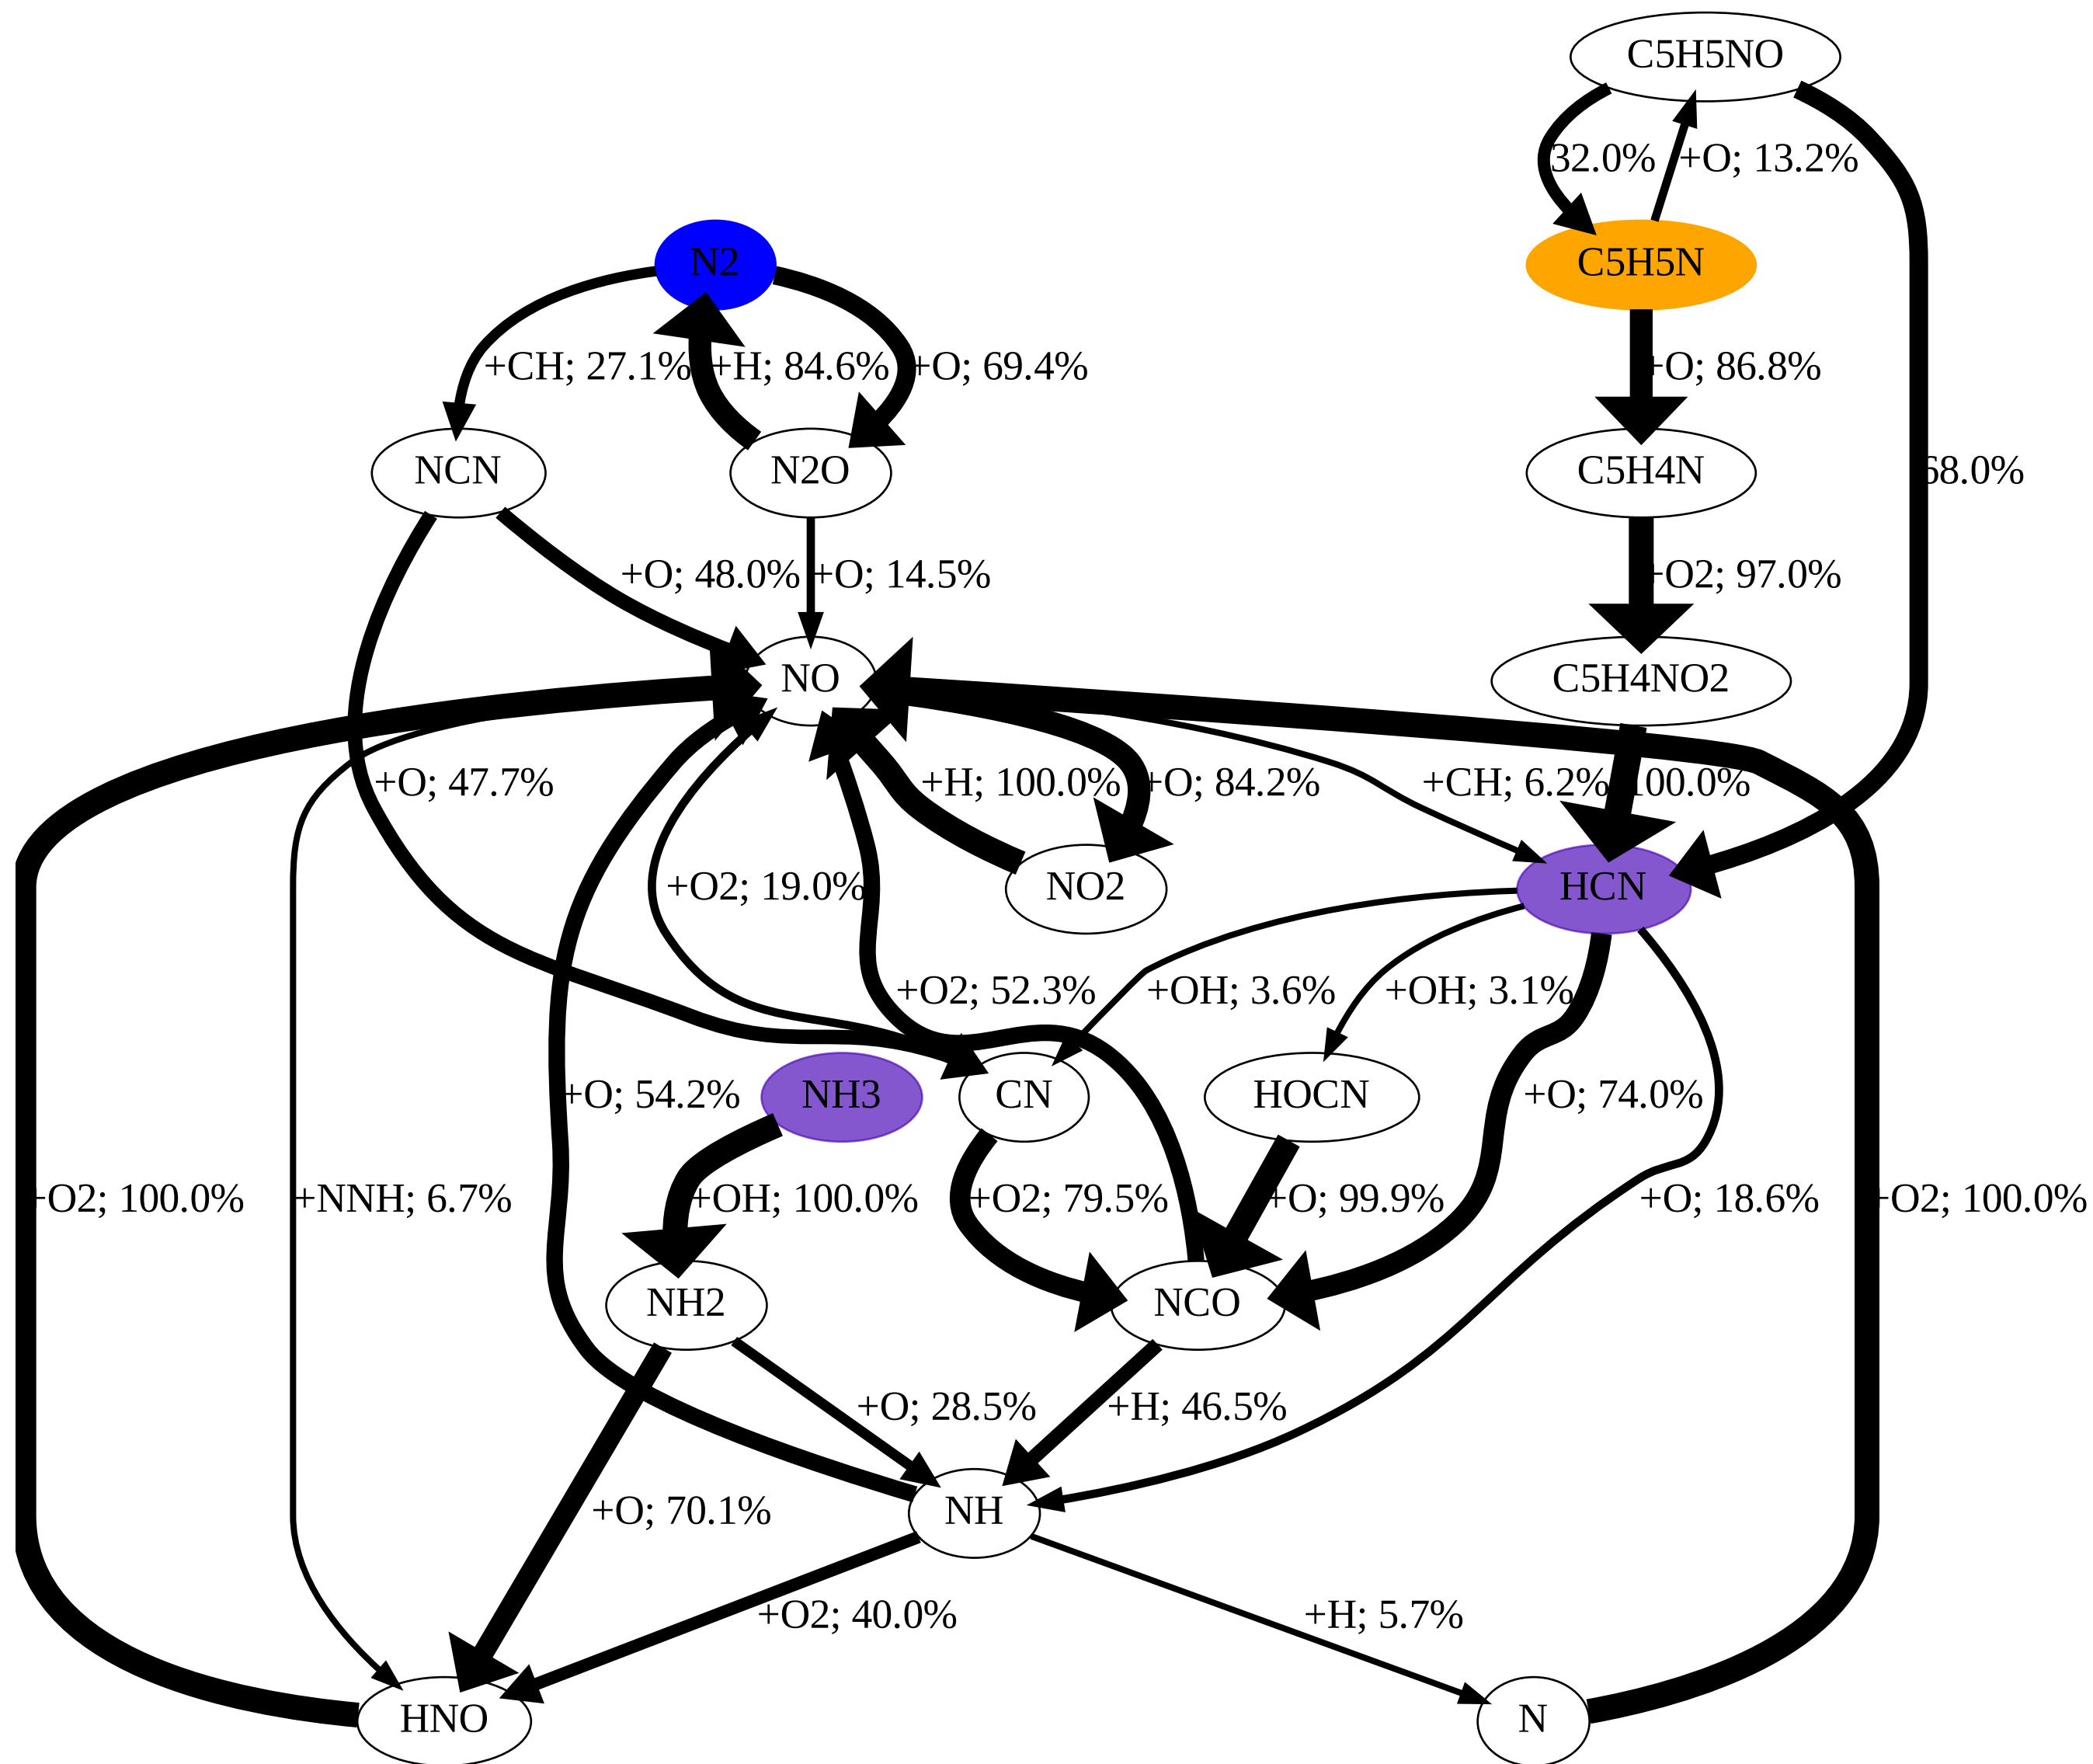 C5H5NO
32.0%
+O; 13.2%
N2
C5H5N
+CH; 27.1%
+H; 84.6%
+O; 69.4%
+O; 86.8%
68.0%
NCN
N2O
C5H4N
+O; 48.0%
+O; 14.5%
+O2; 97.0%
NO
C5H4NO2
+O; 47.7%
+H; 100.0%
+O; 84.2%
+CH; 6.2%
100.0%
+O2; 19.0%
NO2
HCN
+O2; 52.3%
+OH; 3.6%
+OH; 3.1%
+O; 54.2%
NH3
CN
HOCN
+O; 74.0%
+O2; 100.0%
+NNH; 6.7%
+OH; 100.0%
+O2; 79.5%
+O; 99.9%
+O; 18.6%
+O2; 100.0%
NH2
NCO
+O; 28.5%
+H; 46.5%
+O; 70.1%
NH
+O2; 40.0%
+H; 5.7%
HNO
N